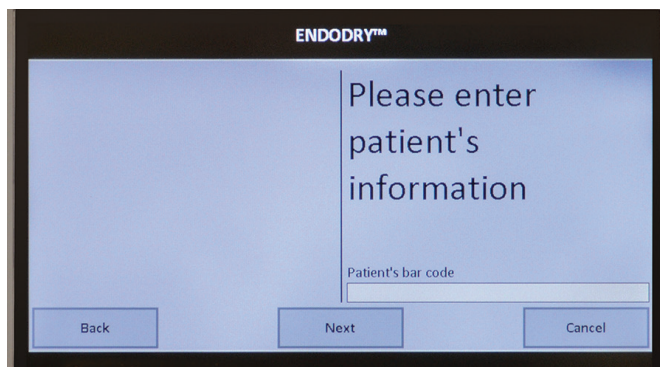 ENDODRY™
Please enter
patient's
information
Patient's bar code
Back
Next
Cancel